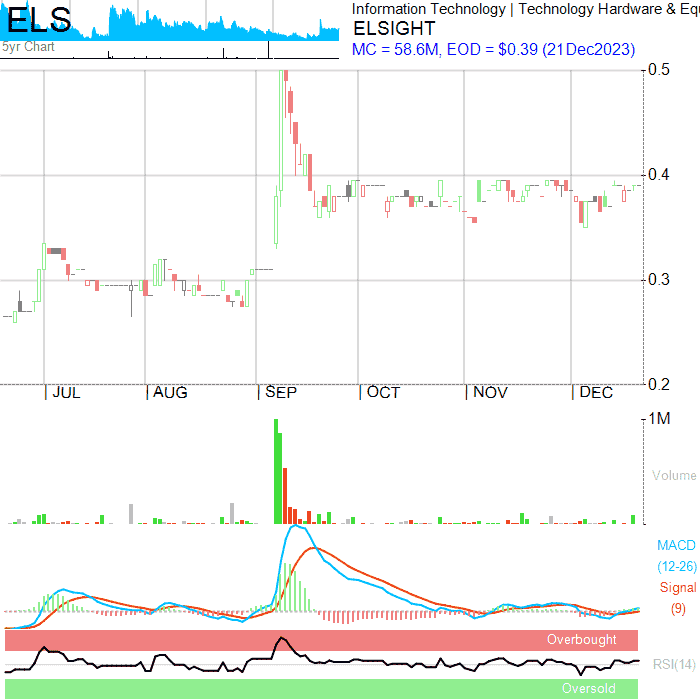 ELS
5yr Chart
Information Technology | Technology Hardware & Equ
ELSIGHT
MC = 58.6M, EOD = $0.39 (21Dec2023)
0.5
0.4
0.3
0.2
JUL
AUG
SEP
OCT
NOV
DEC
1M
Volume
MACD
(12-26)
Signal
(9)
Overbought
RSI(14)
Oversold